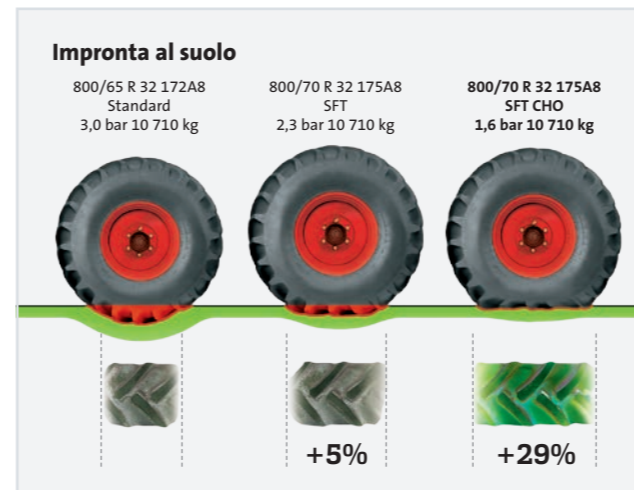 Impronta al suolo
800/65 R 32 172A8
Standard
3,0 bar 10 710 kg
800/70 R 32 175A8
SFT
2,3 bar 10 710 kg
800/70 R 32 175A8
SFT CHO
1,6 bar 10 710 kg
+5%
+29%